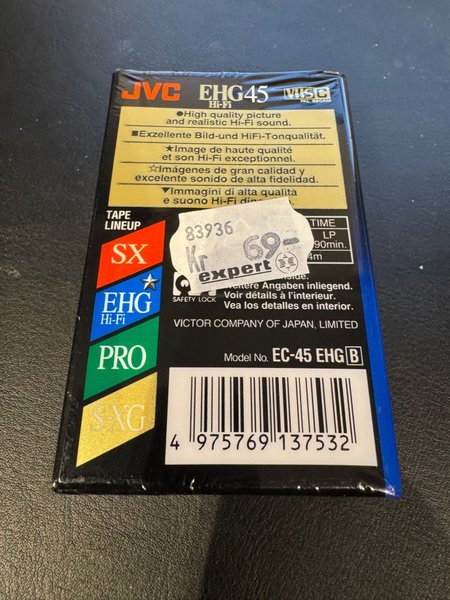 JVC EHG45 VHS C
Hi-Fi PAL SECAM
●High quality picture
and realistic Hi-Fi sound.
■Exzellente Bild-und HiFi-Tonqualität.
★Image de haute qualité
et son Hi-Fi exceptionnel.
☆Imágenes de gran calidad y
excelente sonido de alta fidelidad.
▼Immagini di alta qualità
e suono Hi-Fi
TAPE
LINEUP
SX
EHG
Hi-Fi
PRO
S-XG
83936
Kr 69.-
expert
TIME
LP
90min.
SAFETY LOCK
Weitere Angaben inliegend.
Voir détails à l'interieur.
Vea los detalles en interior.
VICTOR COMPANY OF JAPAN, LIMITED
Model No. EC-45 EHG B
4 975769 137532